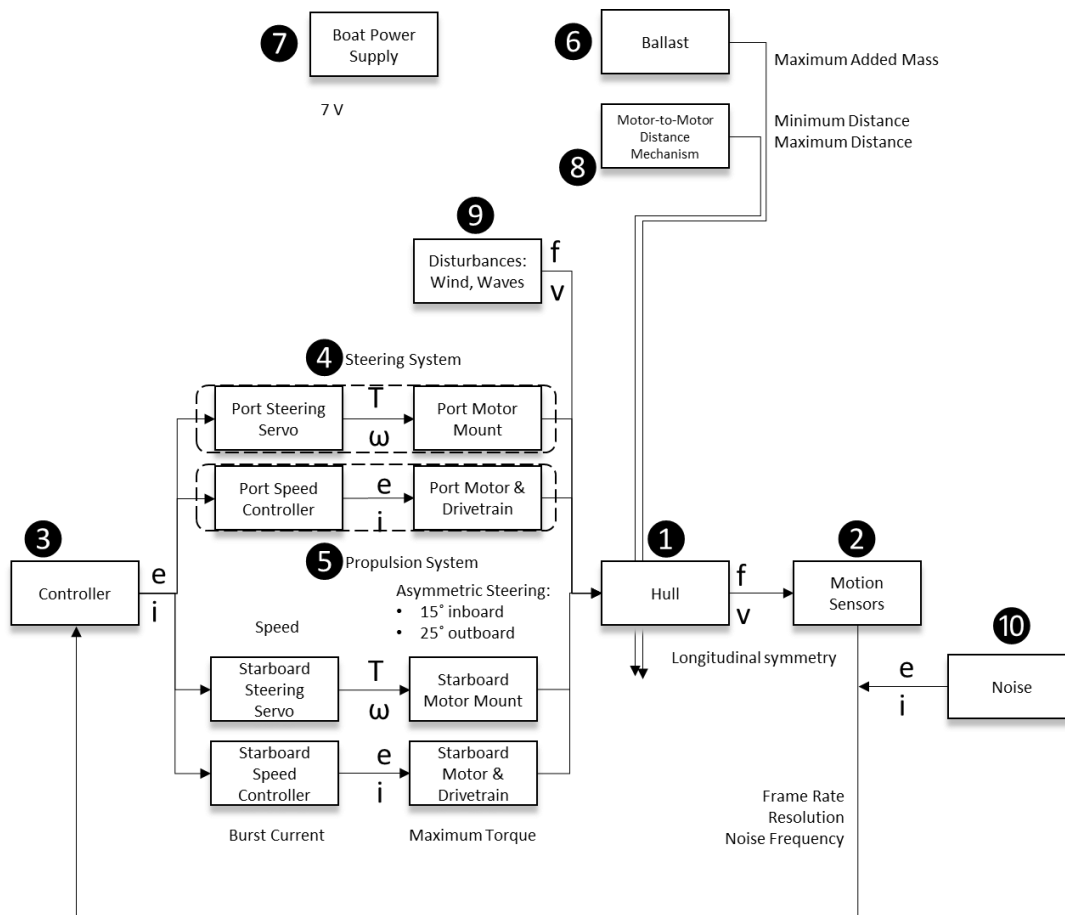 7
Boat Power
Supply
7 V
6
Ballast
Maximum Added Mass
8
Motor-to-Motor
Distance
Mechanism
Minimum Distance
Maximum Distance
9
Disturbances:
Wind, Waves
f
v
4 Steering System
Port Steering
Servo
T
ω
Port Motor
Mount
Port Speed
Controller
e
i
Port Motor &
Drivetrain
5 Propulsion System
3
Controller
e
i
Asymmetric Steering:
• 15˚ inboard
• 25˚ outboard
Speed
Starboard
Steering
Servo
T
ω
Starboard
Motor Mount
Starboard
Speed
Controller
e
i
Starboard
Motor &
Drivetrain
Burst Current
Maximum Torque
1
Hull
f
v
Longitudinal symmetry
2
Motion
Sensors
10
Noise
e
i
Frame Rate
Resolution
Noise Frequency